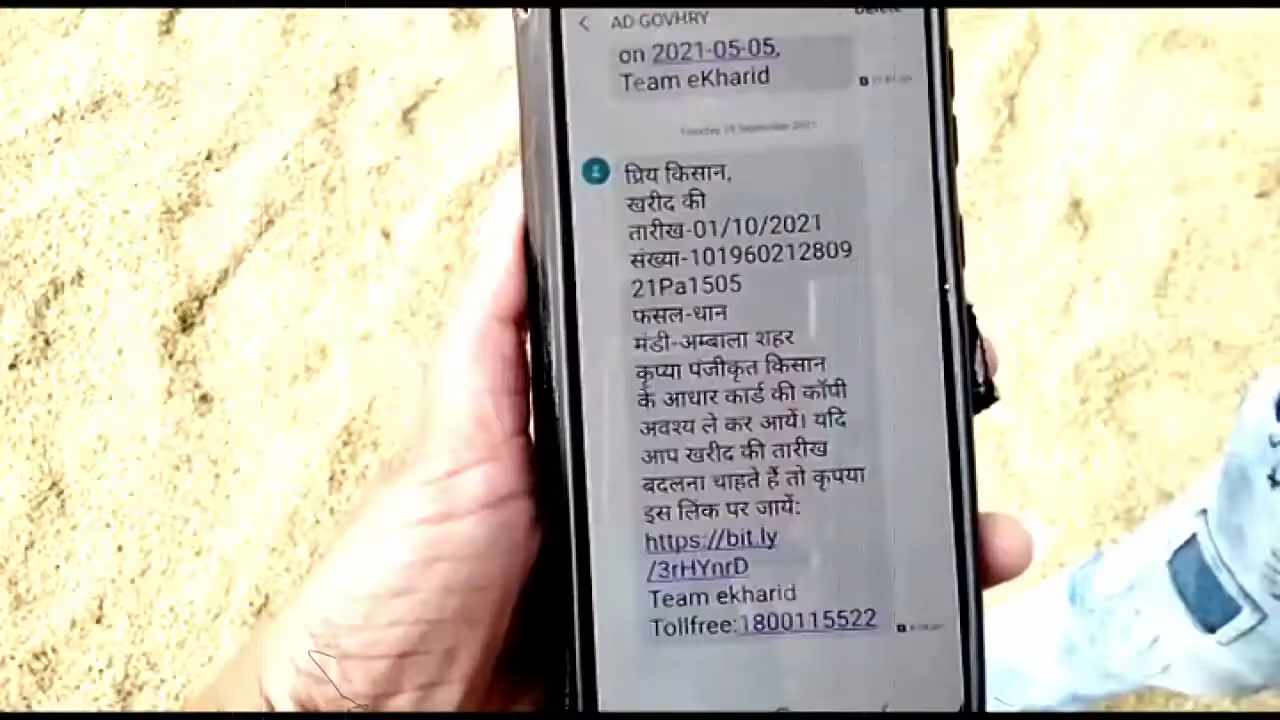 AD-GOVHRY
Delete
on 2021-05-05,
Team eKharid
प्रिय किसान,
खरीद की
तारीख-01/10/2021
संख्या-101960212809
21Pa1505
फसल-धान
मंडी-अम्बाला शहर
कृप्या पंजीकृत किसान
के आधार कार्ड की कॉपी
अवश्य ले कर आयें। यदि
आप खरीद की तारीख
बदलना चाहते हैं तो कृपया
इस लिंक पर जायें:
https://bit.ly
/3rHYnrD
Team ekharid
Tollfree:1800115522